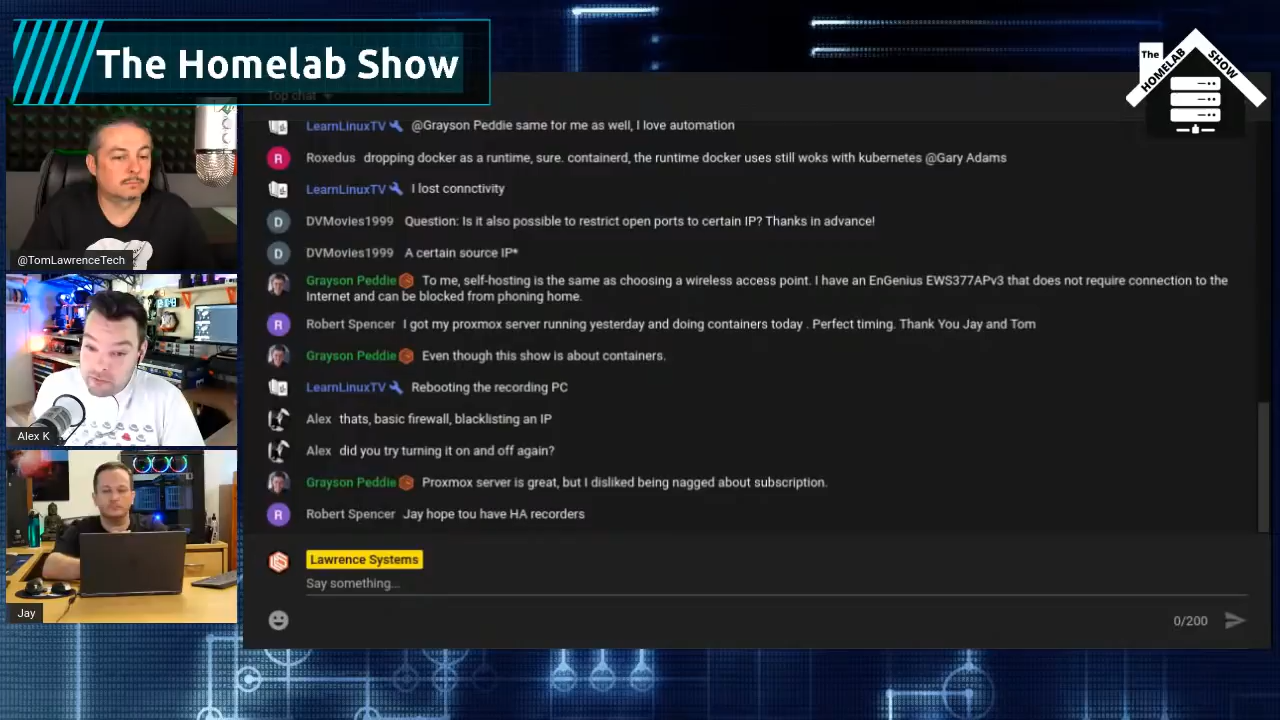 The Homelab Show
The
HOMELAB
SHOW
Top chat
LearnLinuxTV @Grayson Peddie same for me as well, I love automation
R Roxedus dropping docker as a runtime, sure. containerd, the runtime docker uses still woks with kubernetes @Gary Adams
LearnLinuxTV I lost connctivity
D DVMovies1999 Question: Is it also possible to restrict open ports to certain IP? Thanks in advance!
D DVMovies1999 A certain source IP*
Grayson Peddie To me, self-hosting is the same as choosing a wireless access point. I have an EnGenius EWS377APv3 that does not require connection to the
Internet and can be blocked from phoning home.
R Robert Spencer I got my proxmox server running yesterday and doing containers today . Perfect timing. Thank You Jay and Tom
Grayson Peddie Even though this show is about containers.
LearnLinuxTV Rebooting the recording PC
Alex thats, basic firewall, blacklisting an IP
Alex did you try turning it on and off again?
Grayson Peddie Proxmox server is great, but I disliked being nagged about subscription.
R Robert Spencer Jay hope tou have HA recorders
Lawrence Systems
Say something...
0/200
@TomLawrenceTech
Alex K
Jay